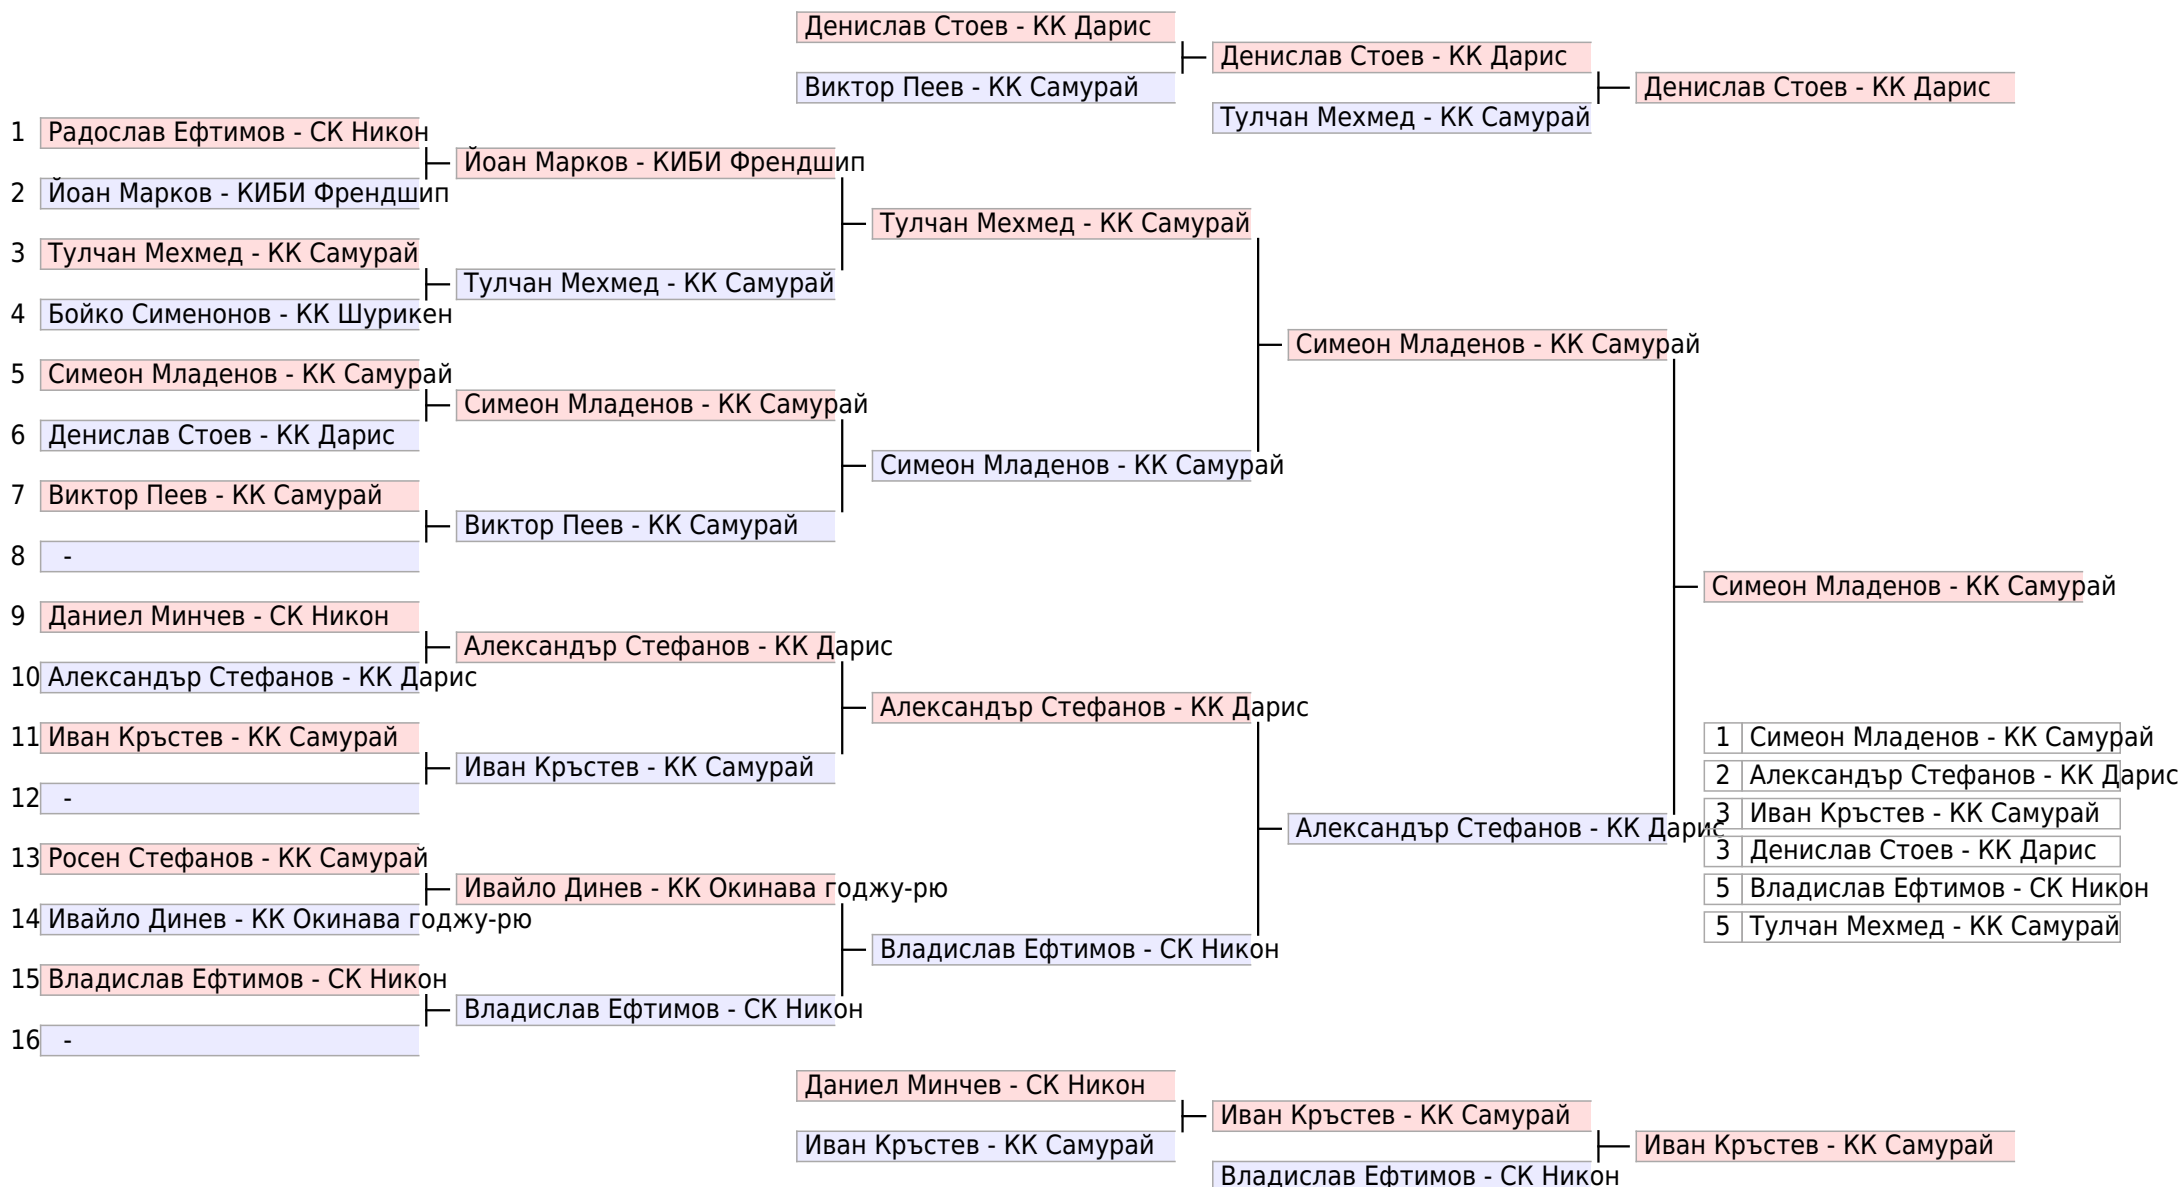 Денислав Стоев - КК Дарис
Виктор Пеев - КК Самурай
Денислав Стоев - КК Дарис
Тулчан Мехмед - КК Самурай
Денислав Стоев - КК Дарис
1 Радослав Ефтимов - СК Никон
2 Йоан Марков - КИБИ Френдшип
3 Тулчан Мехмед - КК Самурай
4 Бойко Сименонов - КК Шурикен
5 Симеон Младенов - КК Самурай
6 Денислав Стоев - КК Дарис
7 Виктор Пеев - КК Самурай
8 -
9 Даниел Минчев - СК Никон
10 Александър Стефанов - КК Дарис
11 Иван Кръстев - КК Самурай
12 -
13 Росен Стефанов - КК Самурай
14 Ивайло Динев - КК Окинава годжу-рю
15 Владислав Ефтимов - СК Никон
16 -
Йоан Марков - КИБИ Френдшип
Тулчан Мехмед - КК Самурай
Симеон Младенов - КК Самурай
Виктор Пеев - КК Самурай
Александър Стефанов - КК Дарис
Иван Кръстев - КК Самурай
Ивайло Динев - КК Окинава годжу-рю
Владислав Ефтимов - СК Никон
Тулчан Мехмед - КК Самурай
Симеон Младенов - КК Самурай
Александър Стефанов - КК Дарис
Владислав Ефтимов - СК Никон
Симеон Младенов - КК Самурай
Александър Стефанов - КК Дарис
Симеон Младенов - КК Самурай
1 Симеон Младенов - КК Самурай
2 Александър Стефанов - КК Дарис
3 Иван Кръстев - КК Самурай
3 Денислав Стоев - КК Дарис
5 Владислав Ефтимов - СК Никон
5 Тулчан Мехмед - КК Самурай
Даниел Минчев - СК Никон
Иван Кръстев - КК Самурай
Иван Кръстев - КК Самурай
Владислав Ефтимов - СК Никон
Иван Кръстев - КК Самурай